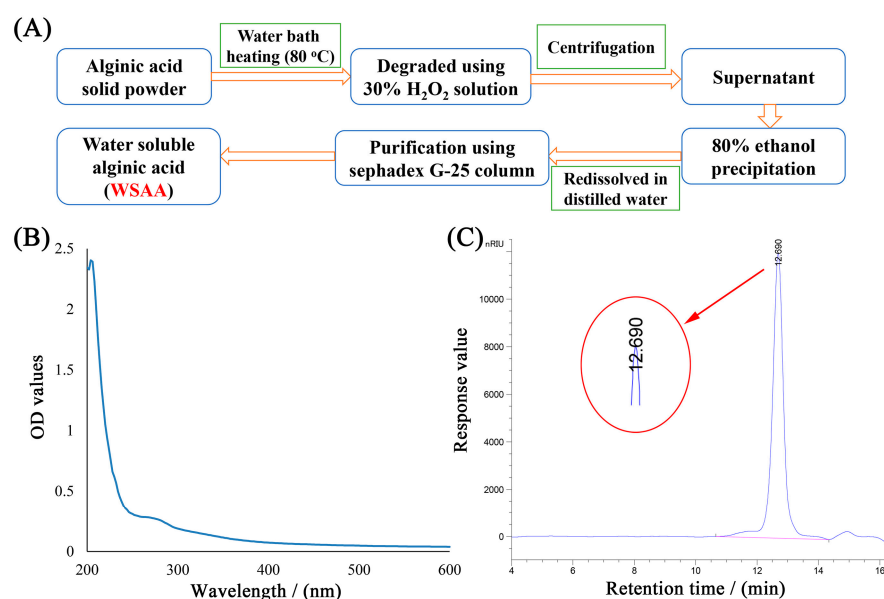 (A)
Water bath
heating (80 °C)
Centrifugation
Alginic acid
solid powder
Degraded using
30% H₂O₂ solution
Supernatant
Water soluble
alginic acid
(WSAA)
Purification using
sephadex G-25 column
80% ethanol
precipitation
Redissolved in
distilled water
(B)
2.5
2
1.5
1
0.5
0
OD values
200 300 400 500 600
Wavelength / (nm)
(C)
nRIU
12.690
12.690
10000
8000
6000
4000
2000
0
Response value
4 6 8 10 12 14 16
Retention time / (min)